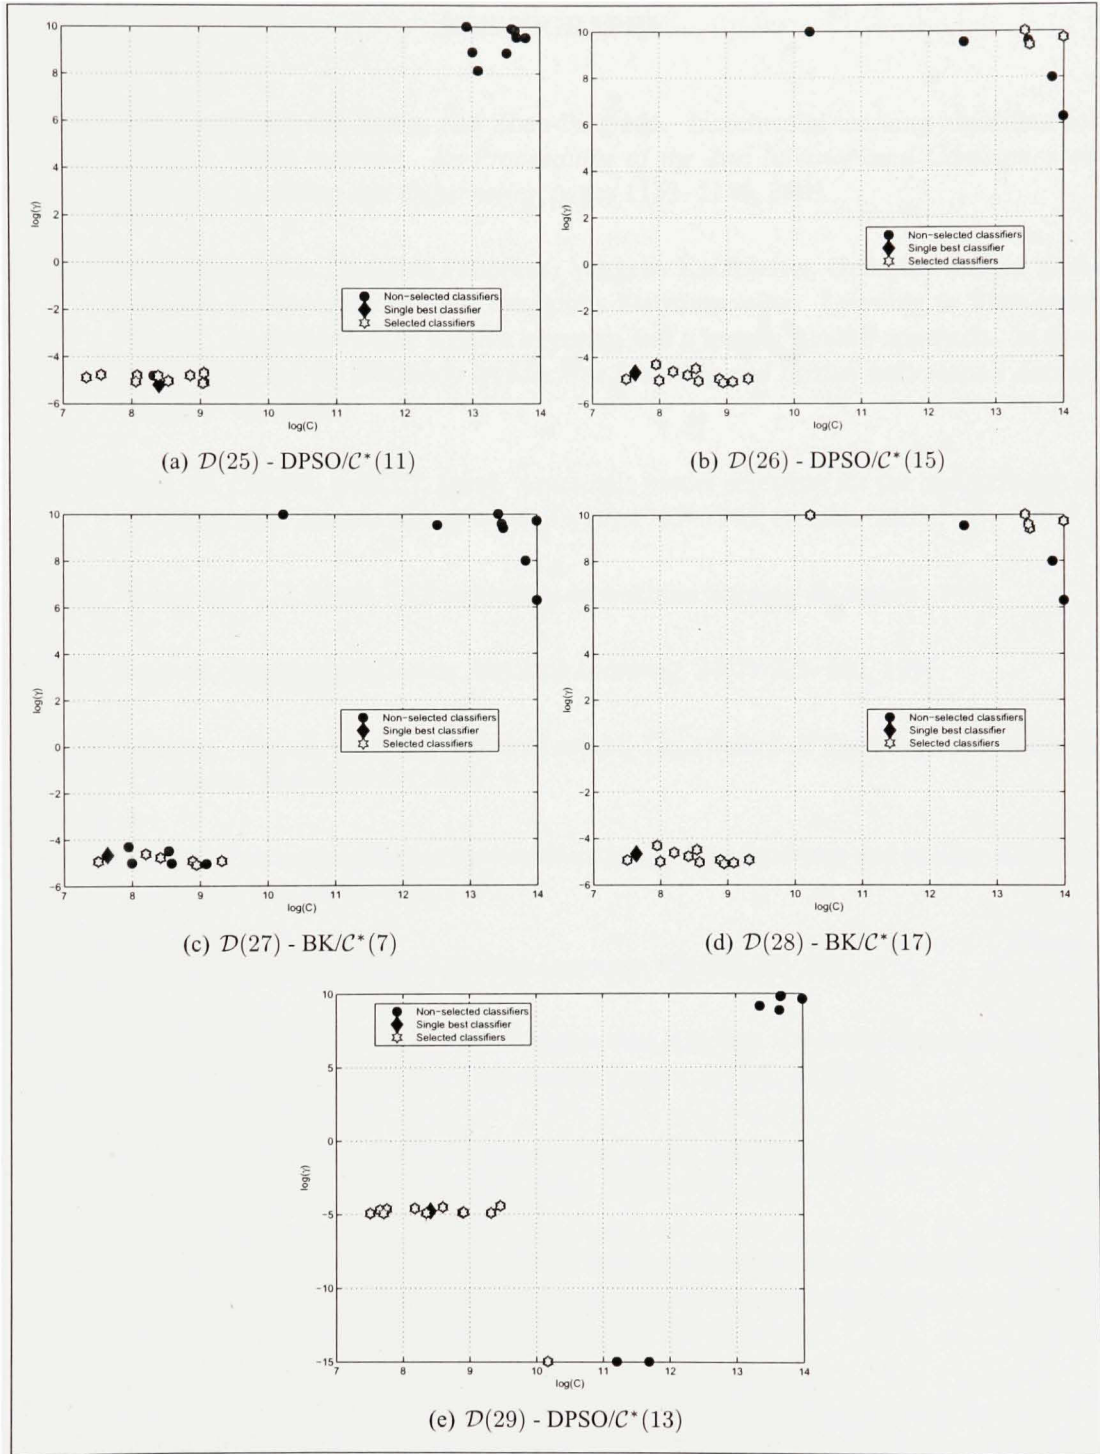 10
8
6
4
2
0
−2
−4
−6
log(γ)
7 8 9 10 11 12 13 14
log(C)
Non−selected classifiers
Single best classifier
Selected classifiers
(a) 𝒟(25) - DPSO/𝒞*(11)
10
8
6
4
2
0
−2
−4
−6
log(γ)
7 8 9 10 11 12 13 14
log(C)
Non−selected classifiers
Single best classifier
Selected classifiers
(b) 𝒟(26) - DPSO/𝒞*(15)
10
8
6
4
2
0
−2
−4
−6
log(γ)
7 8 9 10 11 12 13 14
log(C)
Non−selected classifiers
Single best classifier
Selected classifiers
(c) 𝒟(27) - BK/𝒞*(7)
10
8
6
4
2
0
−2
−4
−6
log(γ)
7 8 9 10 11 12 13 14
log(C)
Non−selected classifiers
Single best classifier
Selected classifiers
(d) 𝒟(28) - BK/𝒞*(17)
10
5
0
−5
−10
−15
log(γ)
7 8 9 10 11 12 13 14
log(C)
Non−selected classifiers
Single best classifier
Selected classifiers
(e) 𝒟(29) - DPSO/𝒞*(13)